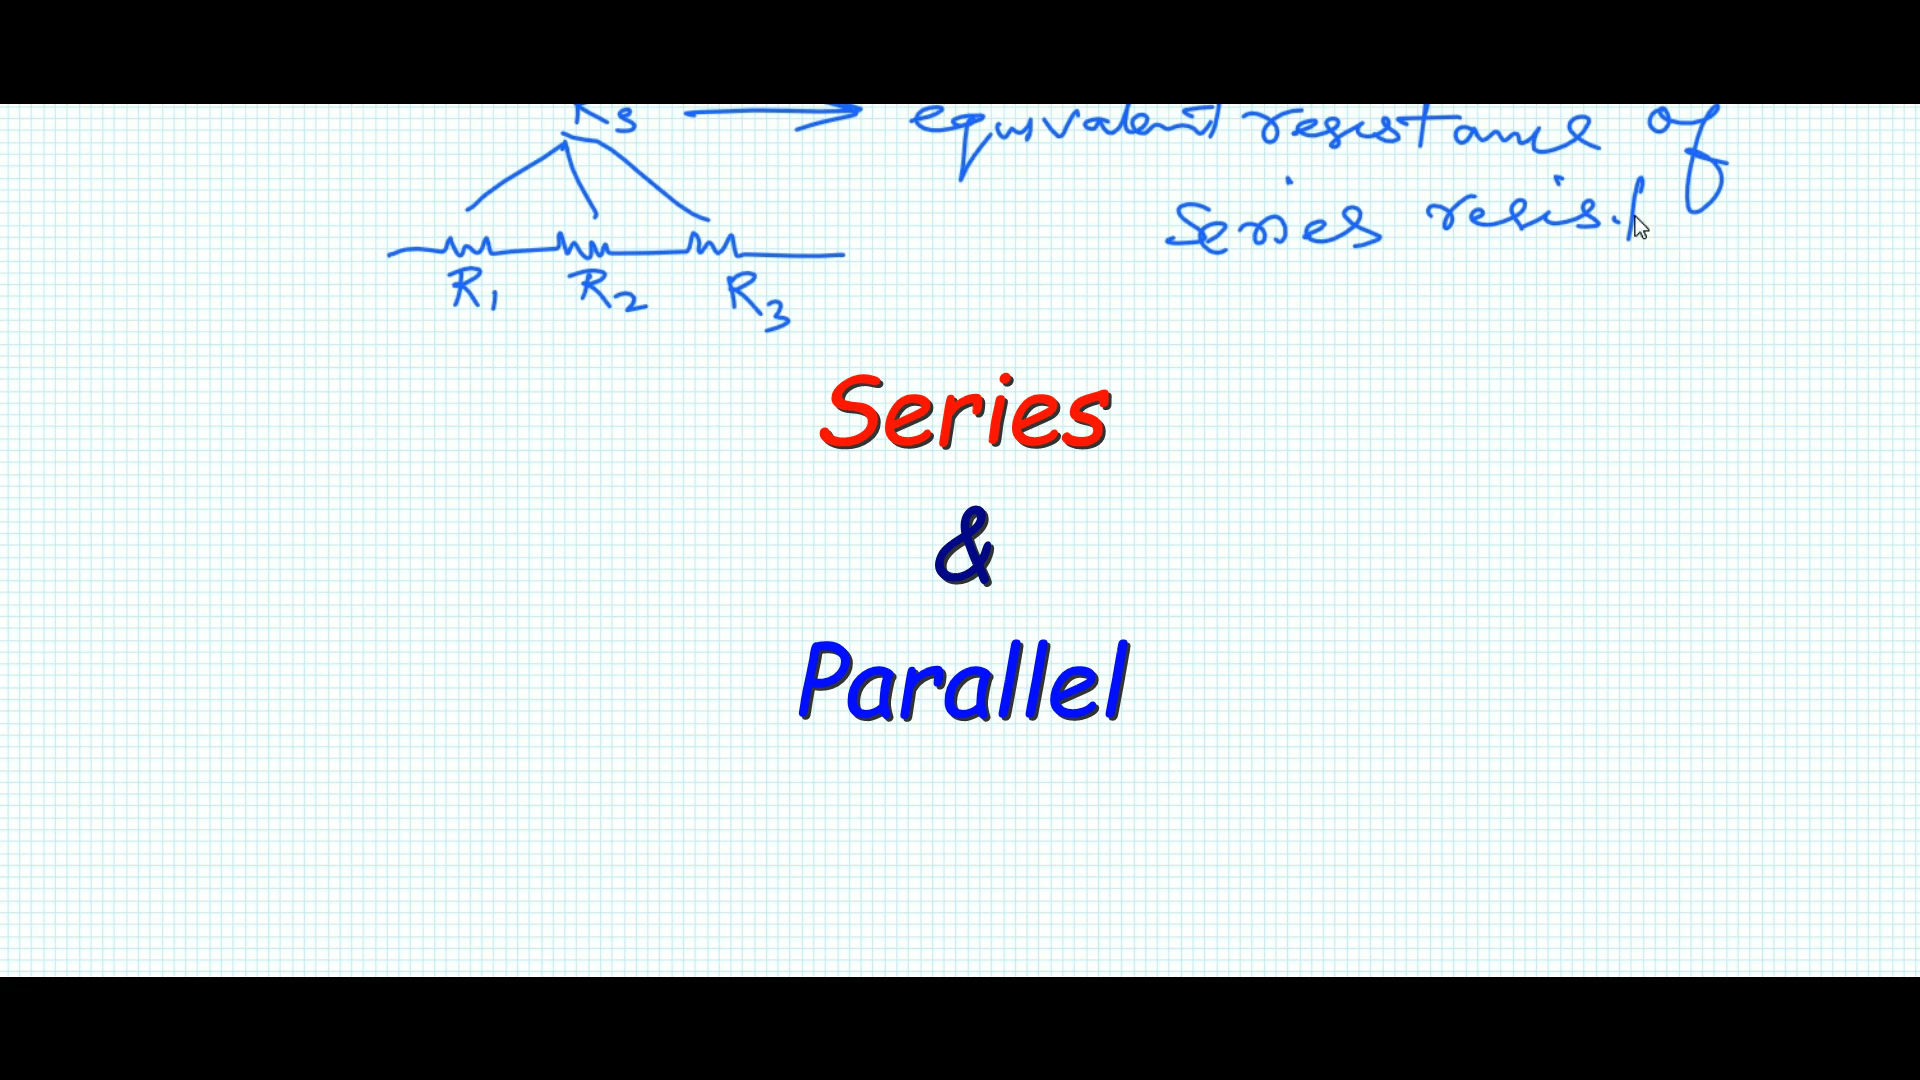 Rs → equivalent resistance of
series resis
R1 R2 R3
Series
&
Parallel